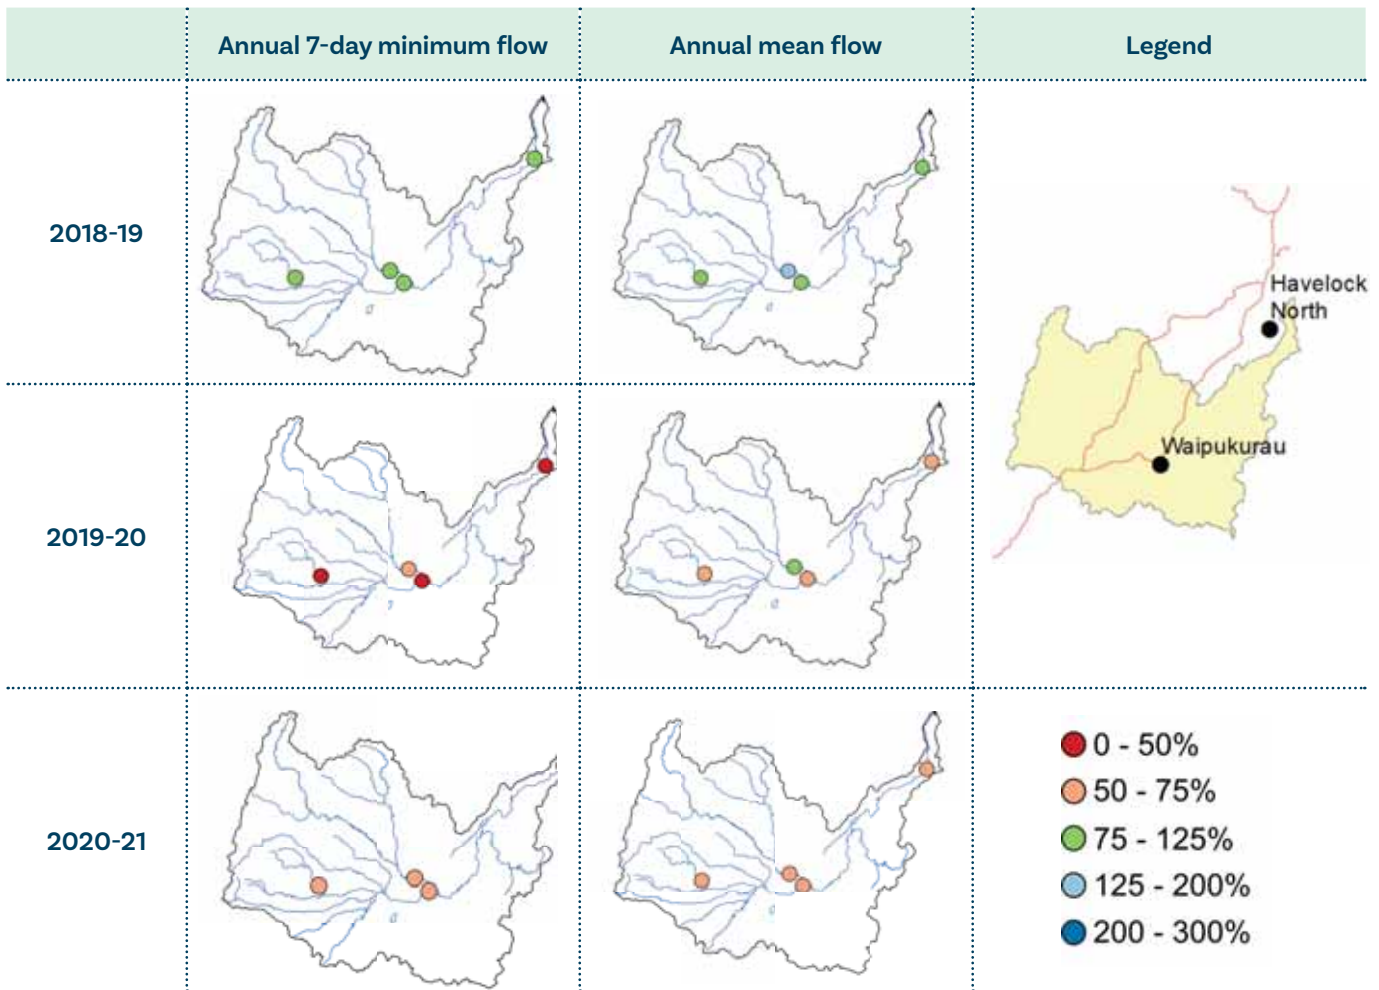 Annual 7-day minimum flow
Annual mean flow
Legend
2018-19
Havelock
North
Waipukurau
2019-20
2020-21
0 - 50%
50 - 75%
75 - 125%
125 - 200%
200 - 300%